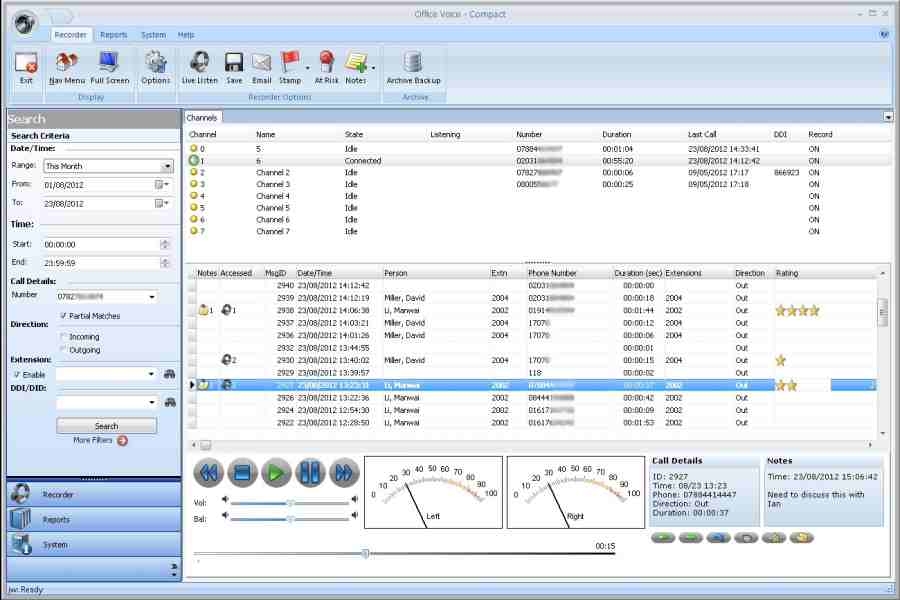 Office Voice - Compact
Recorder Reports System Help
Exit Nav Menu Full Screen Options Live Listen Save Email Stamp At Risk Notes Archive Backup
Display Recorder Options Archive
Search
Search Criteria
Date/Time:
Range: This Month
From: 01/08/2012
To: 23/08/2012
Time:
Start: 00:00:00
End: 23:59:59
Call Details:
Number 07827
Partial Matches
Direction:
Incoming
Outgoing
Extension:
Enable
DDI/DID:
Search
More Filters
Recorder
Reports
System
Channels
Channel Name State Listening Number Duration Last Call DDI Record
0 5 Idle 07884 00:01:04 23/08/2012 14:33:41 ON
1 6 Connected 02031 00:55:20 23/08/2012 14:12:42 ON
2 Channel 2 Idle 07827 00:00:06 09/05/2012 17:17 866923 ON
3 Channel 3 Idle 08005 00:00:25 09/05/2012 17:18 ON
4 Channel 4 Idle ON
5 Channel 5 Idle ON
6 Channel 6 Idle ON
7 Channel 7 Idle ON
Notes Accessed MsgID Date/Time Person Extn Phone Number Duration (sec) Extensions Direction Rating
2940 23/08/2012 14:12:42 02031 00:00:00 Out
2939 23/08/2012 14:12:19 Miller, David 2004 02031 00:00:18 2004 Out
1 1 2938 23/08/2012 14:06:38 Li, Manwai 2002 01914 00:01:44 2002 Out
2937 23/08/2012 14:03:21 Miller, David 2004 17070 00:00:12 2004 Out
2936 23/08/2012 14:01:26 Miller, David 2004 17070 00:00:06 2004 Out
2932 23/08/2012 13:44:55 00:00:01 Out
2 2930 23/08/2012 13:40:02 Miller, David 2004 17070 00:00:15 2004 Out
2929 23/08/2012 13:39:57 118 00:00:02 Out
23/08/2012 13:23:31 Li, Manwai 2002 07884 00:00:37 2002 Out 2
2926 23/08/2012 13:22:36 Li, Manwai 2002 08444 00:00:42 2002 Out
2924 23/08/2012 12:54:30 Li, Manwai 2002 01617 00:00:09 2002 Out
2922 23/08/2012 12:28:50 Li, Manwai 2002 01617 00:01:53 2002 Out
Vol:
Bal:
0 10 20 30 40 50 60 70 80 90 100
Left
0 10 20 30 40 50 60 70 80 90 100
Right
00:15
Call Details
ID: 2927
Time: 08/23 13:23
Phone: 07884414447
Direction: Out
Duration: 00:00:37
Notes
Time: 23/08/2012 15:06:42
Need to discuss this with
Ian
jw: Ready